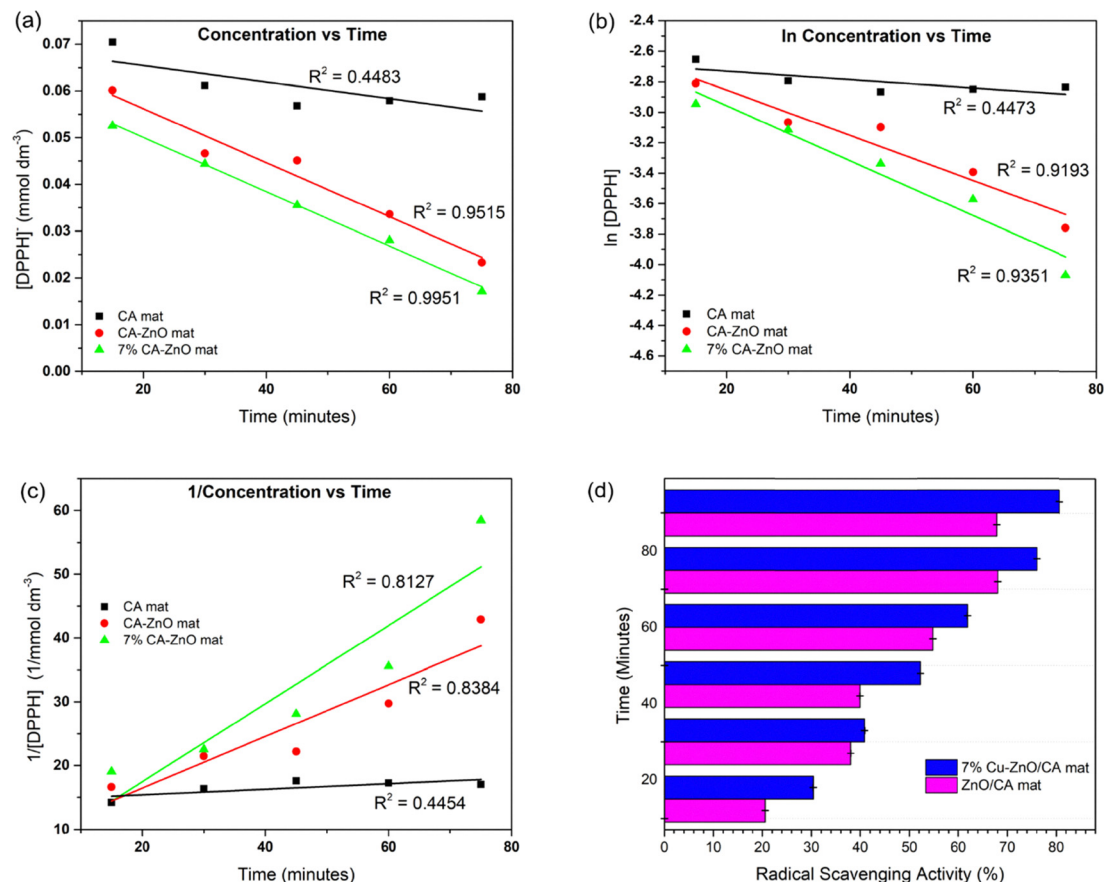 (a)
Concentration vs Time
0.07
0.06
0.05
0.04
0.03
0.02
0.01
0.00
[DPPH]˙ (mmol dm⁻³)
R² = 0.4483
R² = 0.9515
R² = 0.9951
CA mat
CA-ZnO mat
7% CA-ZnO mat
20 40 60 80
Time (minutes)
(b)
ln Concentration vs Time
-2.4
-2.6
-2.8
-3.0
-3.2
-3.4
-3.6
-3.8
-4.0
-4.2
-4.4
-4.6
ln [DPPH]
R² = 0.4473
R² = 0.9193
R² = 0.9351
CA mat
CA-ZnO mat
7% CA-ZnO mat
20 40 60 80
Time (minutes)
(c)
1/Concentration vs Time
60
50
40
30
20
10
1/[DPPH] (1/mmol dm⁻³)
R² = 0.8127
CA mat
CA-ZnO mat
7% CA-ZnO mat
R² = 0.8384
R² = 0.4454
20 40 60 80
Time (minutes)
(d)
80
60
40
20
Time (Minutes)
7% Cu-ZnO/CA mat
ZnO/CA mat
0 10 20 30 40 50 60 70 80
Radical Scavenging Activity (%)